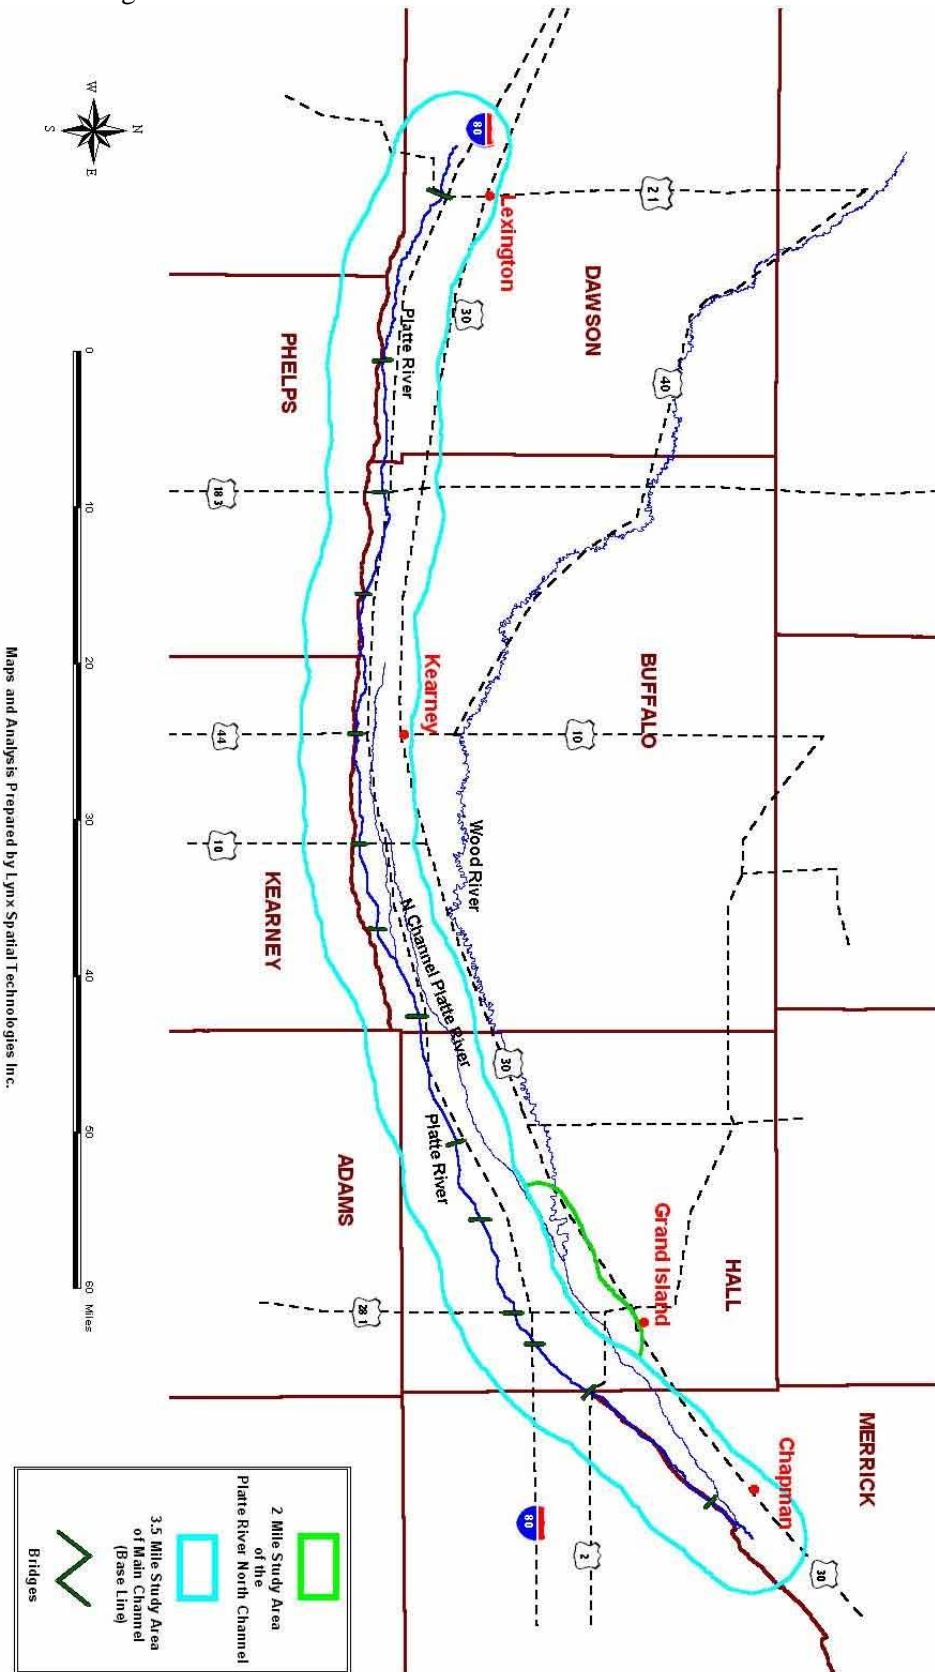 MERRICK
Chapman
30
HALL
Grand Island
BUFFALO
10
DAWSON
21
40
Lexington
80
30
Platte River
Kearney
Wood River
N Channel Platte River
30
Platte River
80
2
PHELPS
183
44
10
KEARNEY
ADAMS
281
N
W
E
S
0
10
20
30
40
50
60 Miles
2 Mile Study Area
of the
Platte River North Channel
3.5 Mile Study Area
of Main Channel
(Base Line)
Bridges
Maps and Analysis Prepared by Lynx Spatial Technologies Inc.